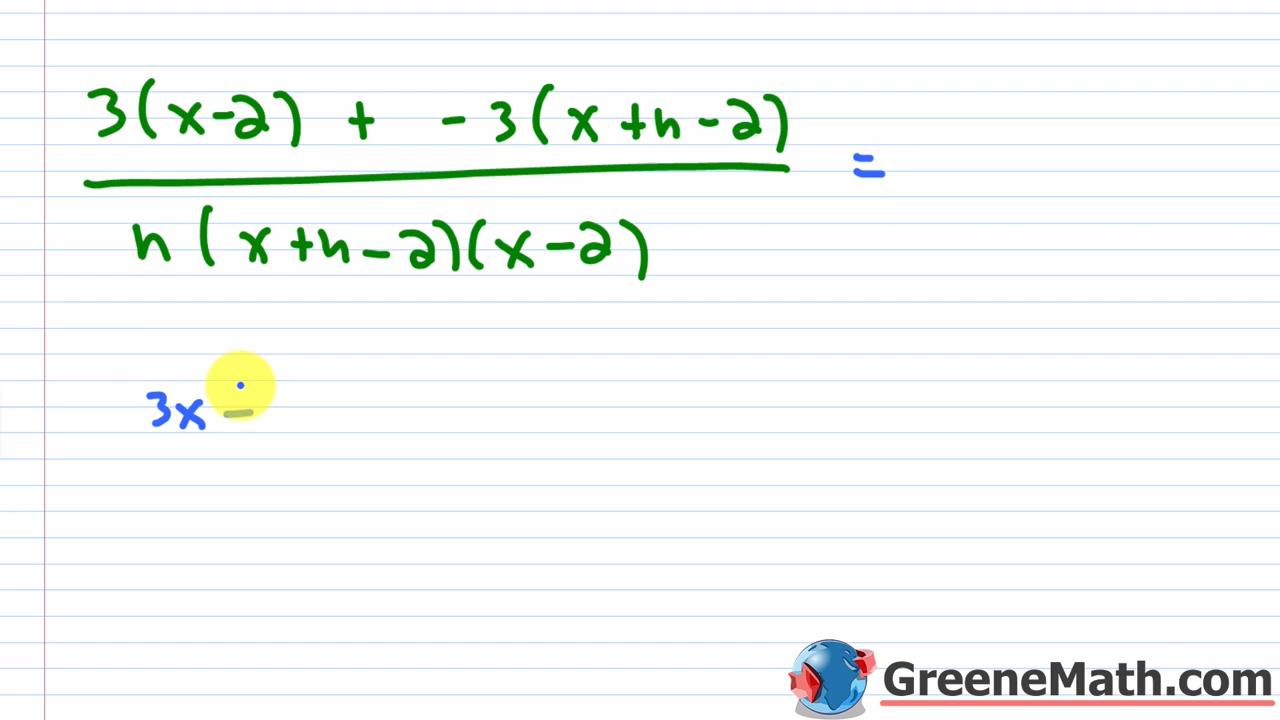 3(x-2) + -3(x+h-2)
=
h(x+h-2)(x-2)
3x -
GreeneMath.com